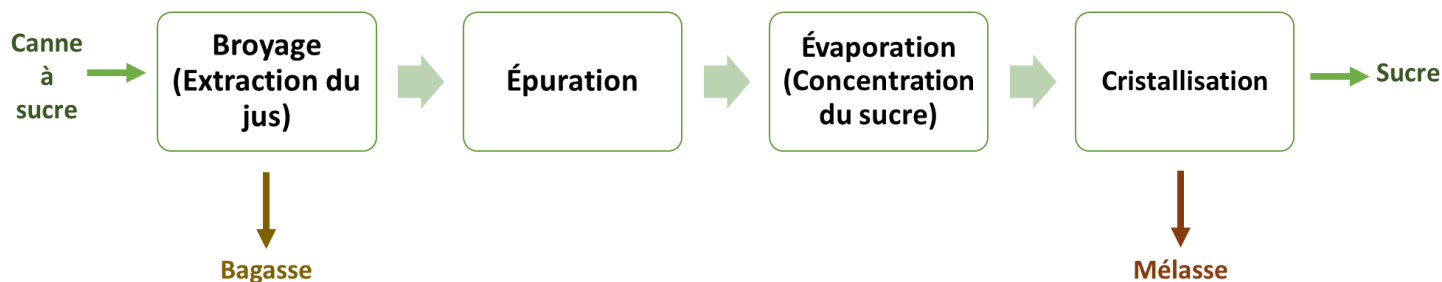 Canne
à
sucre
Broyage
(Extraction du
jus)
Épuration
Évaporation
(Concentration
du sucre)
Cristallisation
Sucre
Bagasse
Mélasse